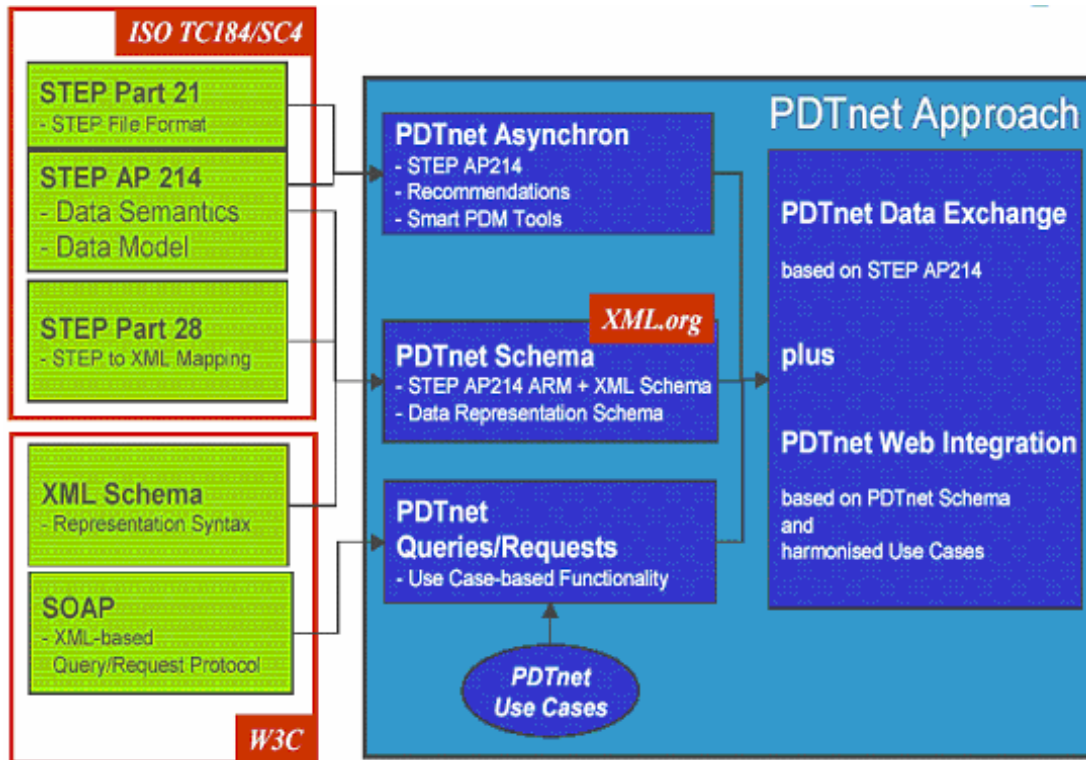 ISO TC184/SC4
STEP Part 21
- STEP File Format
STEP AP 214
- Data Semantics
- Data Model
STEP Part 28
- STEP to XML Mapping
XML Schema
- Representation Syntax
SOAP
- XML-based
Query/Request Protocol
W3C
PDTnet Approach
PDTnet Asynchron
- STEP AP214
- Recommendations
- Smart PDM Tools
XML.org
PDTnet Schema
- STEP AP214 ARM + XML Schema
- Data Representation Schema
PDTnet
Queries/Requests
- Use Case-based Functionality
PDTnet
Use Cases
PDTnet Data Exchange
based on STEP AP214
plus
PDTnet Web Integration
based on PDTnet Schema
and
harmonised Use Cases